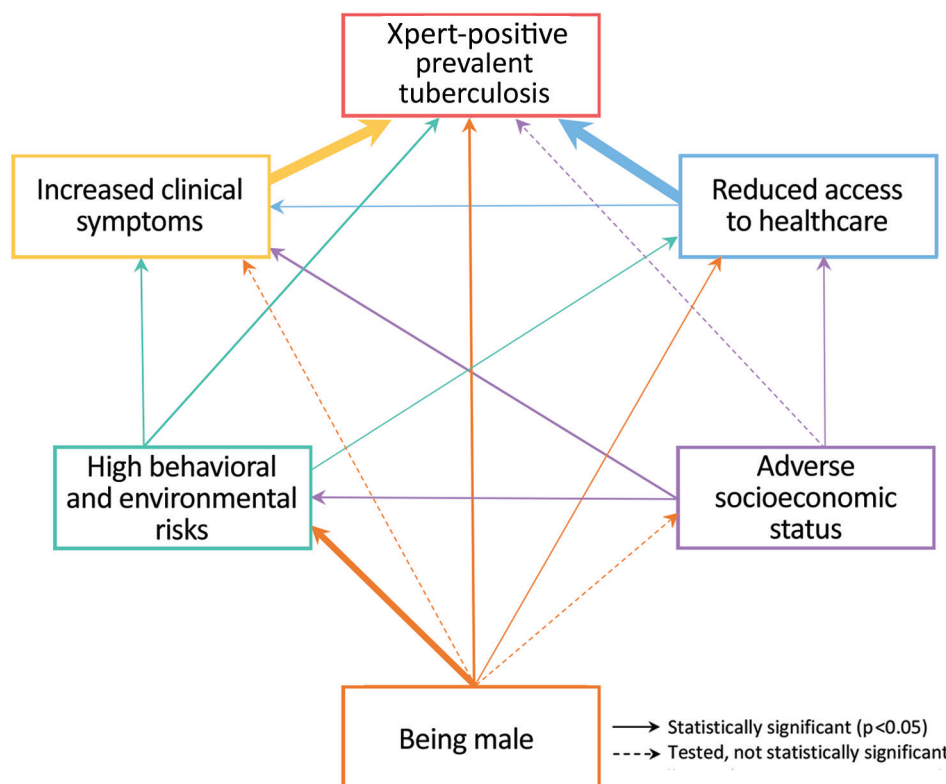 Xpert-positive
prevalent
tuberculosis
Increased clinical
symptoms
Reduced access
to healthcare
High behavioral
and environmental
risks
Adverse
socioeconomic
status
Being male
Statistically significant (p<0.05)
Tested, not statistically significant